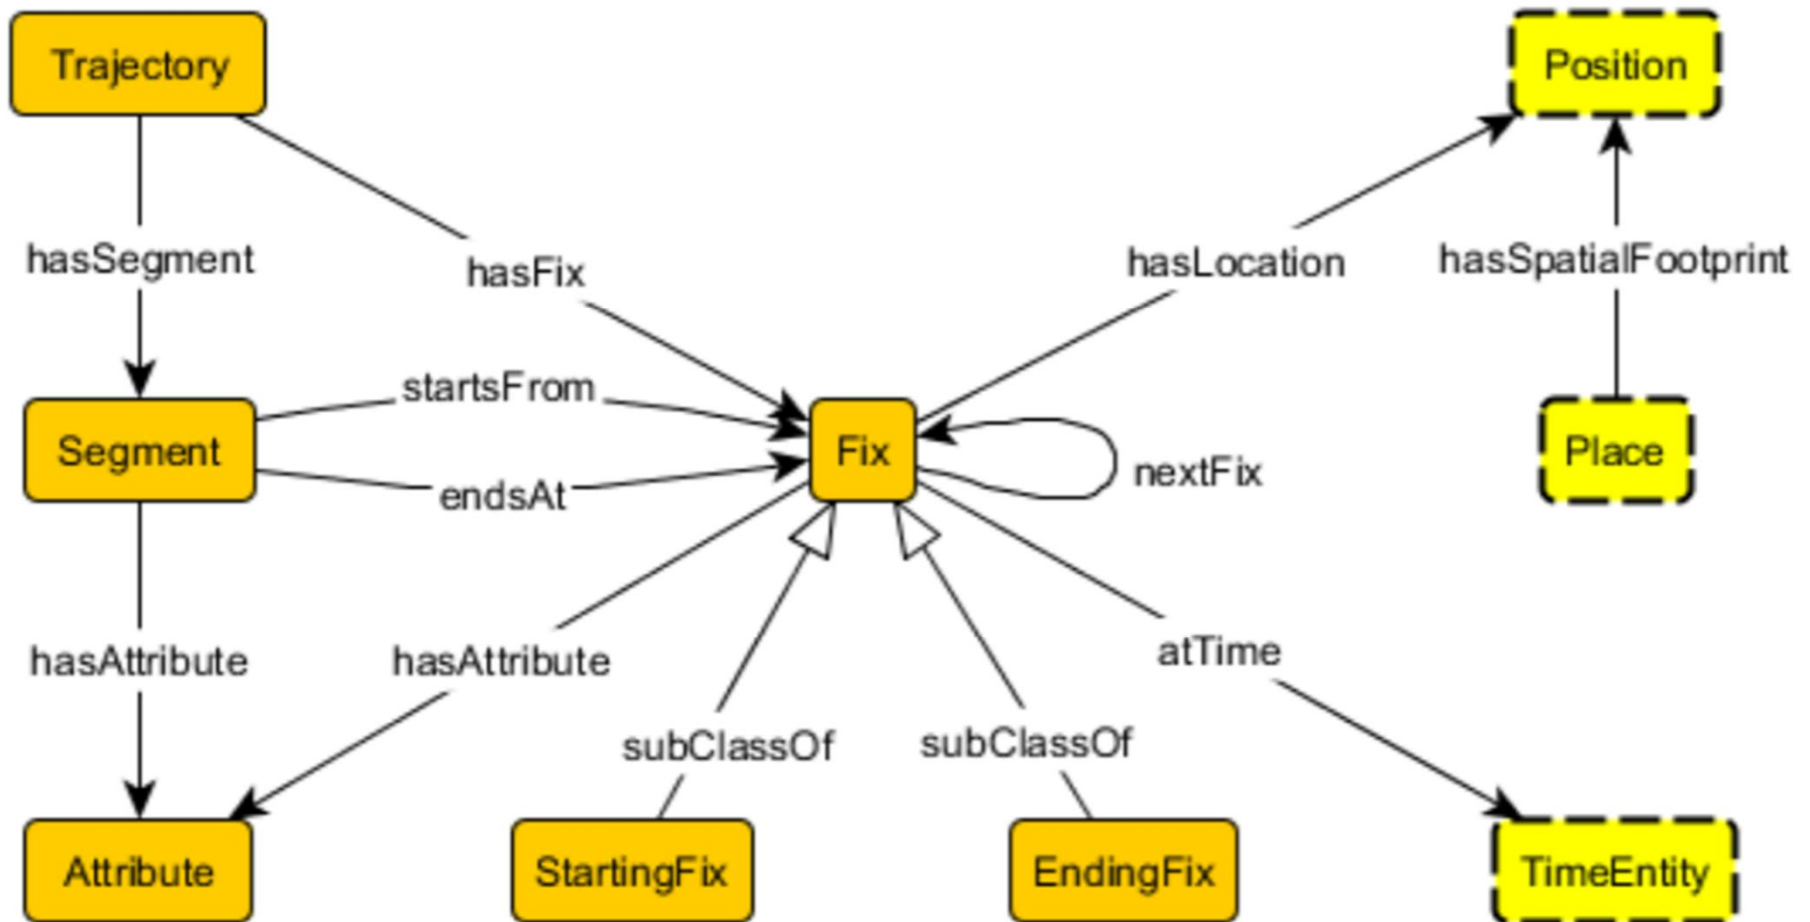 Trajectory
Position
hasSegment
hasFix
hasLocation
hasSpatialFootprint
startsFrom
Segment
Fix
nextFix
Place
endsAt
hasAttribute
hasAttribute
atTime
subClassOf
subClassOf
Attribute
StartingFix
EndingFix
TimeEntity